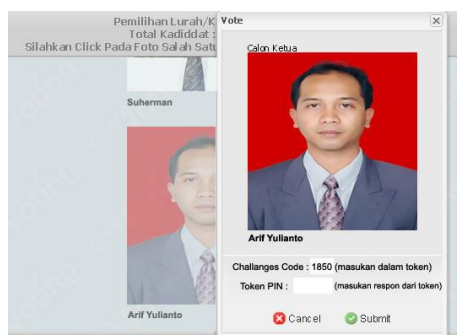 Pemilihan Lurah/K
Total Kadiddat :
Silahkan Click Pada Foto Salah Satu
Suherman
Arif Yulianto
Vote
Calon Ketua
Arif Yulianto
Challanges Code : 1850 (masukan dalam token)
Token PIN : (masukan respon dari token)
Cancel Submit